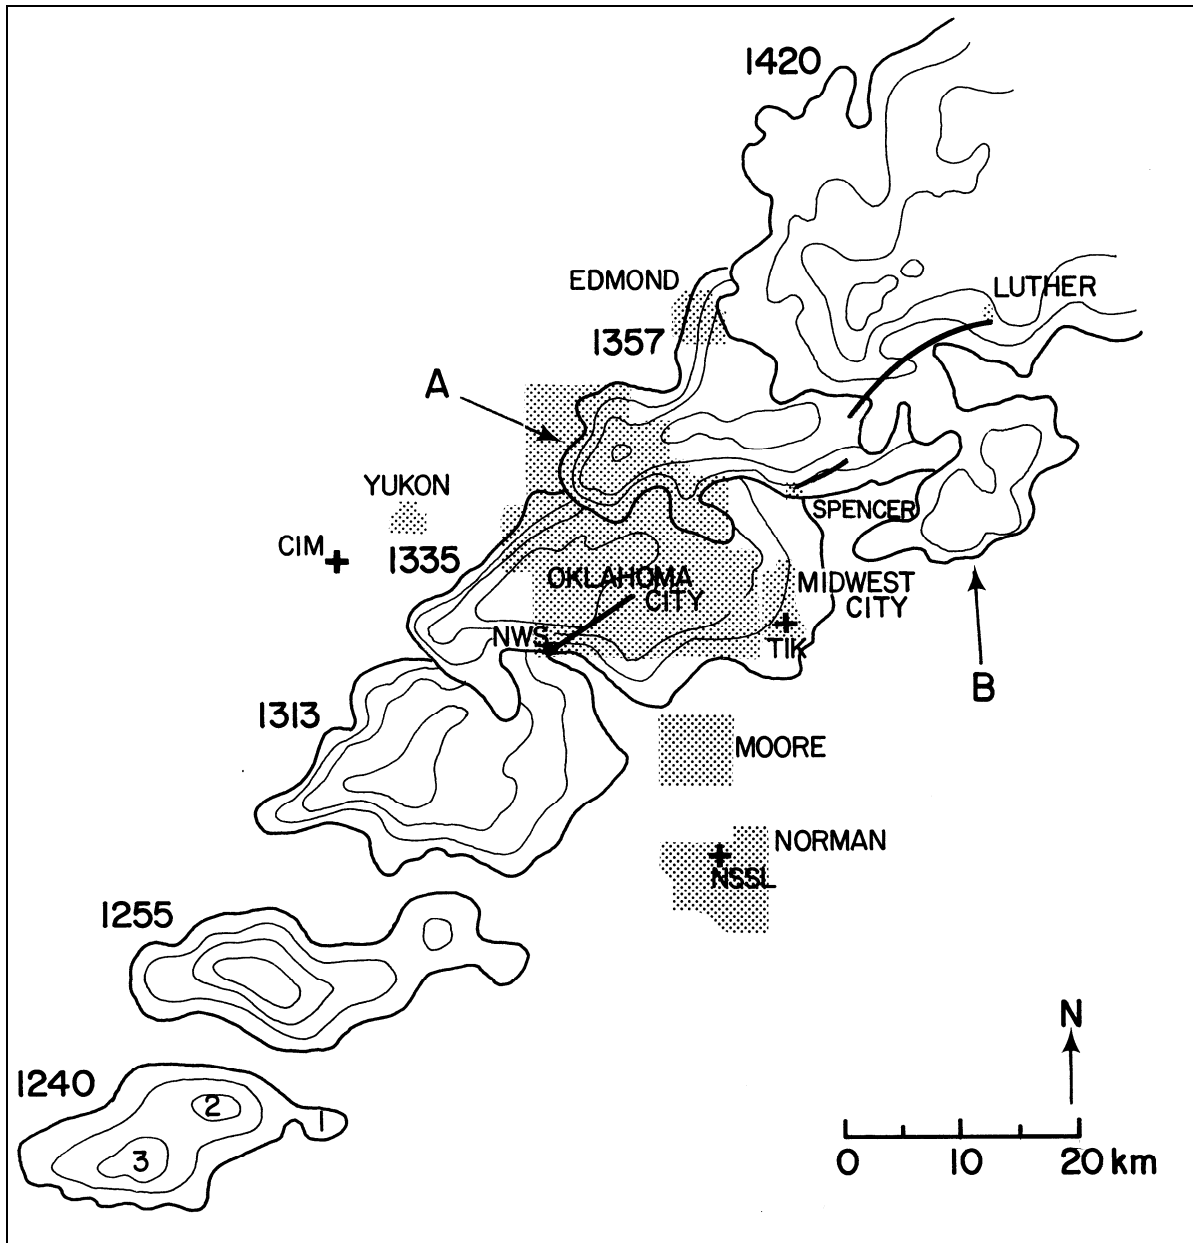 1420
EDMOND
LUTHER
1357
A
YUKON
SPENCER
CIM
1335
OKLAHOMA
CITY
MIDWEST
CITY
NWS
TIK
B
1313
MOORE
NORMAN
NSSL
1255
N
1240
2
1
3
0 10 20 km